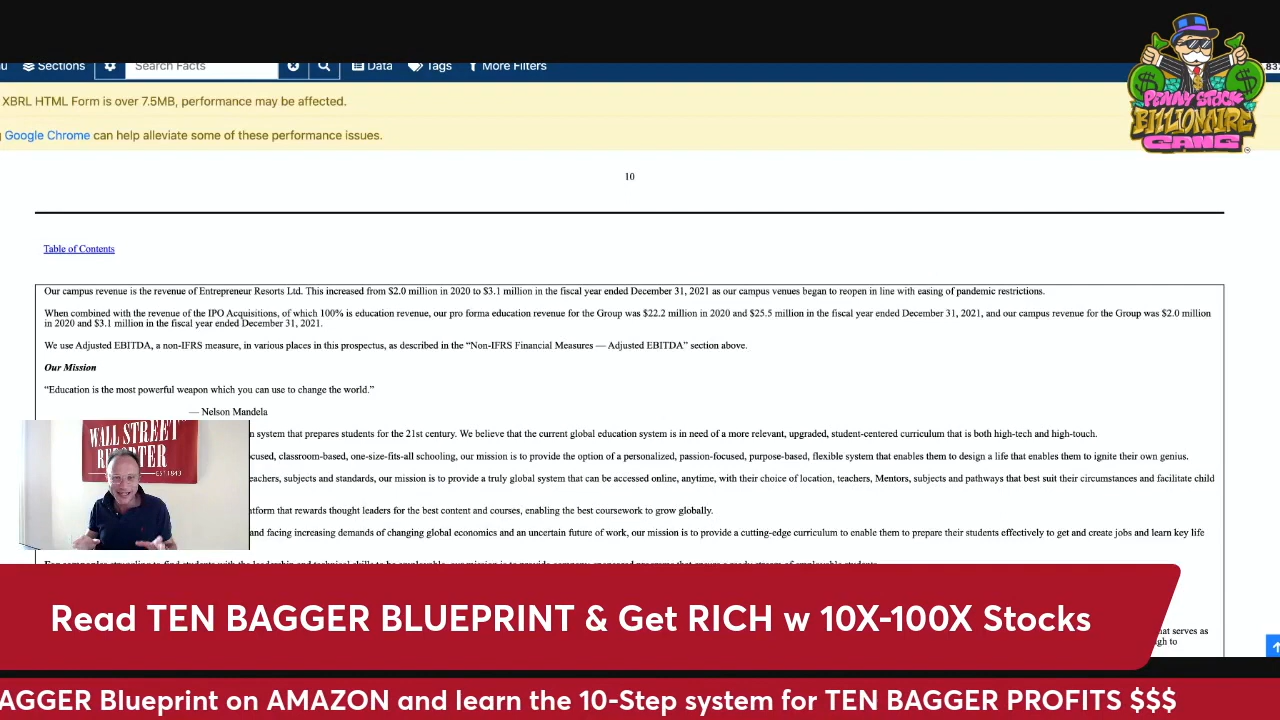 Sections
Search Facts
Data
Tags
More Filters
XBRL HTML Form is over 7.5MB, performance may be affected.
Google Chrome can help alleviate some of these performance issues.
PENNY STOCK
BILLIONAIRE
GANG
10
Table of Contents
Our campus revenue is the revenue of Entrepreneur Resorts Ltd. This increased from $2.0 million in 2020 to $3.1 million in the fiscal year ended December 31, 2021 as our campus venues began to reopen in line with easing of pandemic restrictions.
When combined with the revenue of the IPO Acquisitions, of which 100% is education revenue, our pro forma education revenue for the Group was $22.2 million in 2020 and $25.5 million in the fiscal year ended December 31, 2021, and our campus revenue for the Group was $2.0 million
in 2020 and $3.1 million in the fiscal year ended December 31, 2021.
We use Adjusted EBITDA, a non-IFRS measure, in various places in this prospectus, as described in the “Non-IFRS Financial Measures — Adjusted EBITDA” section above.
Our Mission
“Education is the most powerful weapon which you can use to change the world.”
— Nelson Mandela
system that prepares students for the 21st century. We believe that the current global education system is in need of a more relevant, upgraded, student-centered curriculum that is both high-tech and high-touch.
classroom-based, one-size-fits-all schooling, our mission is to provide the option of a personalized, passion-focused, purpose-based, flexible system that enables them to design a life that enables them to ignite their own genius.
subjects and standards, our mission is to provide a truly global system that can be accessed online, anytime, with their choice of location, teachers, Mentors, subjects and pathways that best suit their circumstances and facilitate child
that rewards thought leaders for the best content and courses, enabling the best coursework to grow globally.
and facing increasing demands of changing global economics and an uncertain future of work, our mission is to provide a cutting-edge curriculum to enable them to prepare their students effectively to get and create jobs and learn key life
WALL STREET
REPORTER
EST 1843
that serves as
to
Read TEN BAGGER BLUEPRINT & Get RICH w 10X-100X Stocks
AGGER Blueprint on AMAZON and learn the 10-Step system for TEN BAGGER PROFITS $$$